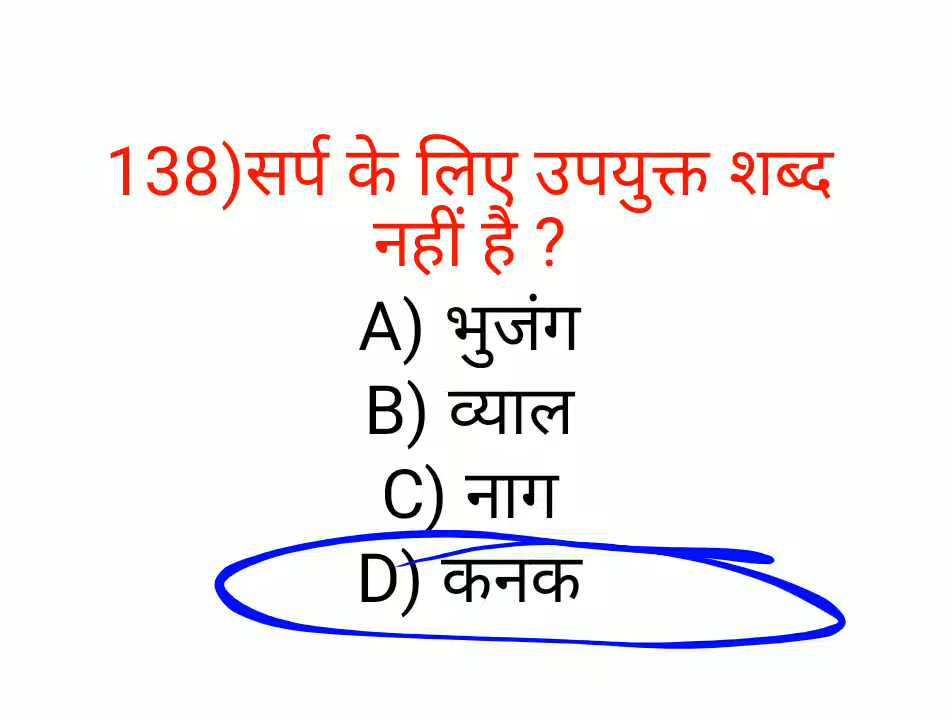 138)सर्प के लिए उपयुक्त शब्द
नहीं है ?
A) भुजंग
B) व्याल
C) नाग
D) कनक